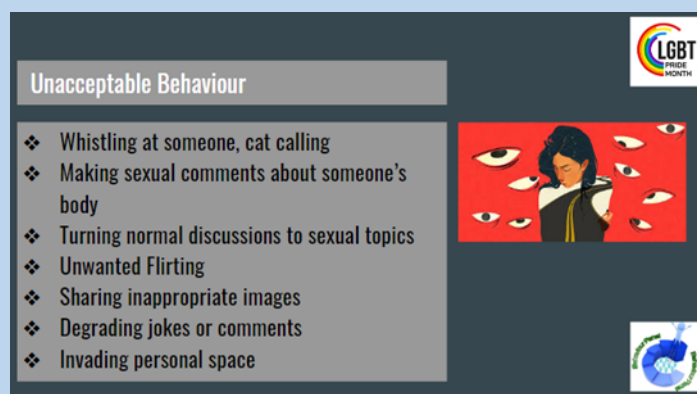 LGBT
PRIDE
MONTH
Unacceptable Behaviour
❖ Whistling at someone, cat calling
❖ Making sexual comments about someone's
body
❖ Turning normal discussions to sexual topics
❖ Unwanted Flirting
❖ Sharing inappropriate images
❖ Degrading jokes or comments
❖ Invading personal space